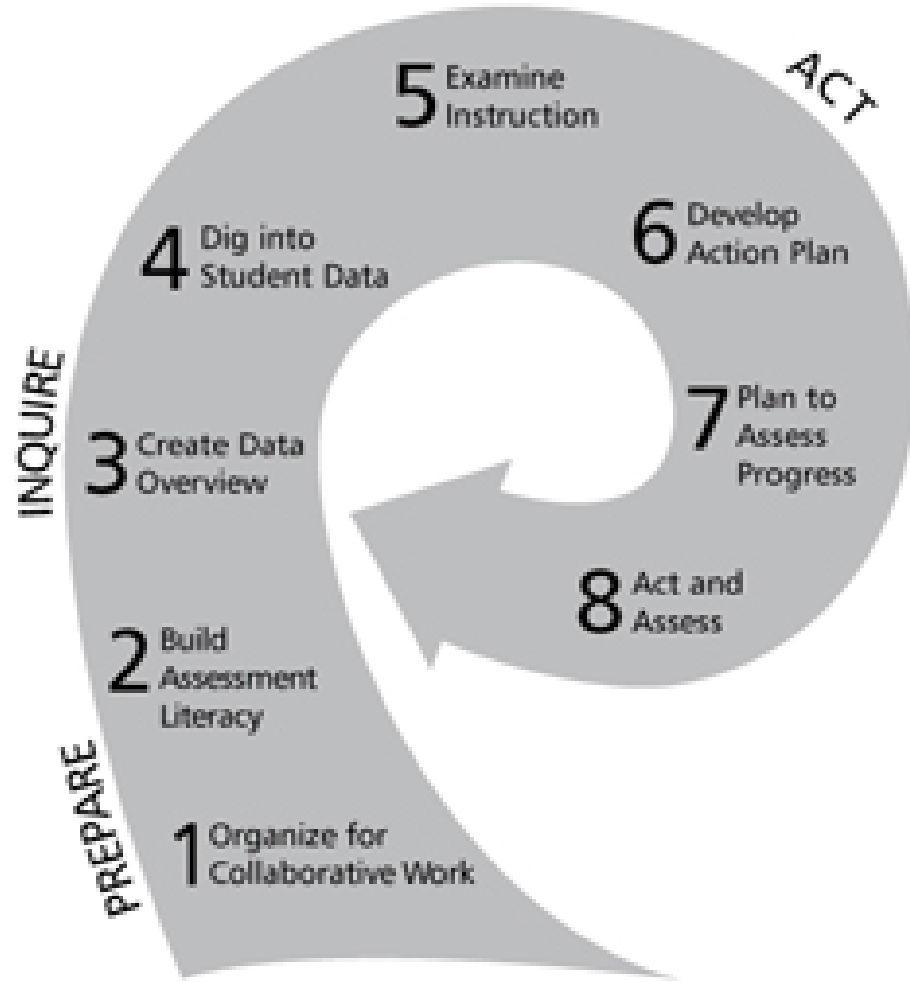 ACT
5 Examine
Instruction
6 Develop
Action Plan
4 Dig into
Student Data
INQUIRE
7 Plan to
Assess
Progress
3 Create Data
Overview
8 Act and
Assess
2 Build
Assessment
Literacy
PREPARE
1 Organize for
Collaborative Work